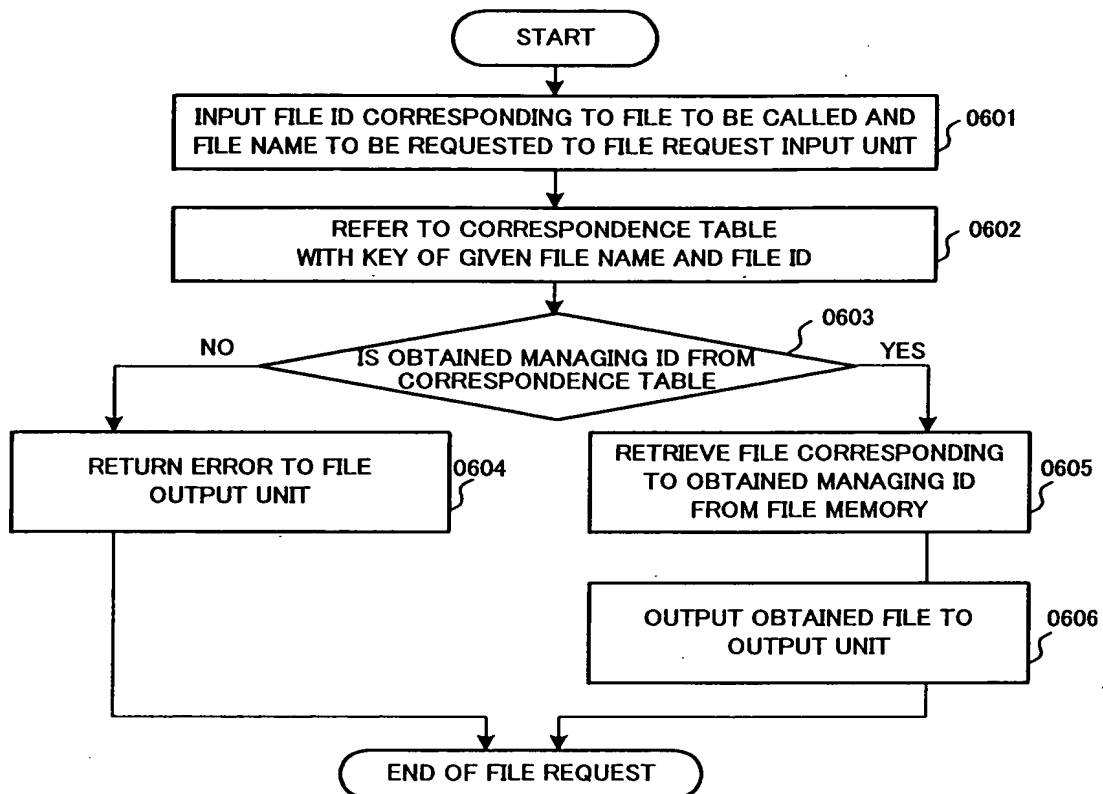 START
INPUT FILE ID CORRESPONDING TO FILE TO BE CALLED AND
FILE NAME TO BE REQUESTED TO FILE REQUEST INPUT UNIT
0601
REFER TO CORRESPONDENCE TABLE
WITH KEY OF GIVEN FILE NAME AND FILE ID
0602
0603
NO
YES
IS OBTAINED MANAGING ID FROM
CORRESPONDENCE TABLE
RETURN ERROR TO FILE
OUTPUT UNIT
0604
RETRIEVE FILE CORRESPONDING
TO OBTAINED MANAGING ID
FROM FILE MEMORY
0605
OUTPUT OBTAINED FILE TO
OUTPUT UNIT
0606
END OF FILE REQUEST